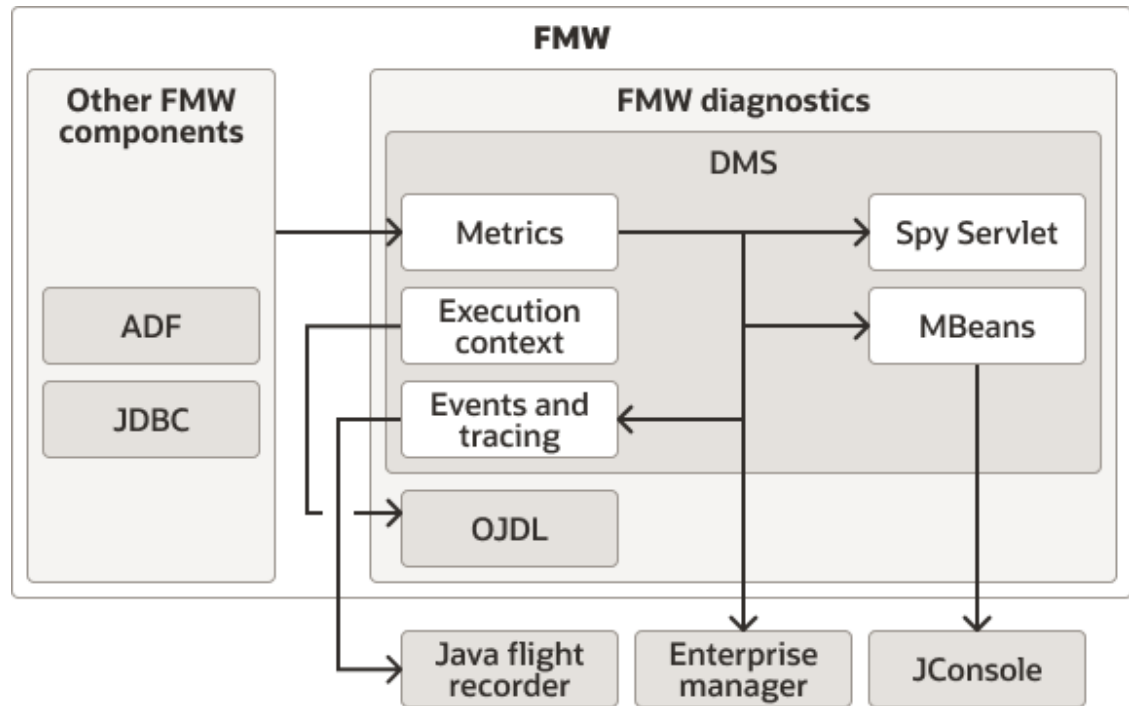 FMW
Other FMW
components
ADF
JDBC
FMW diagnostics
DMS
Metrics
Spy Servlet
Execution
context
MBeans
Events and
tracing
OJDL
Java flight
recorder
Enterprise
manager
JConsole